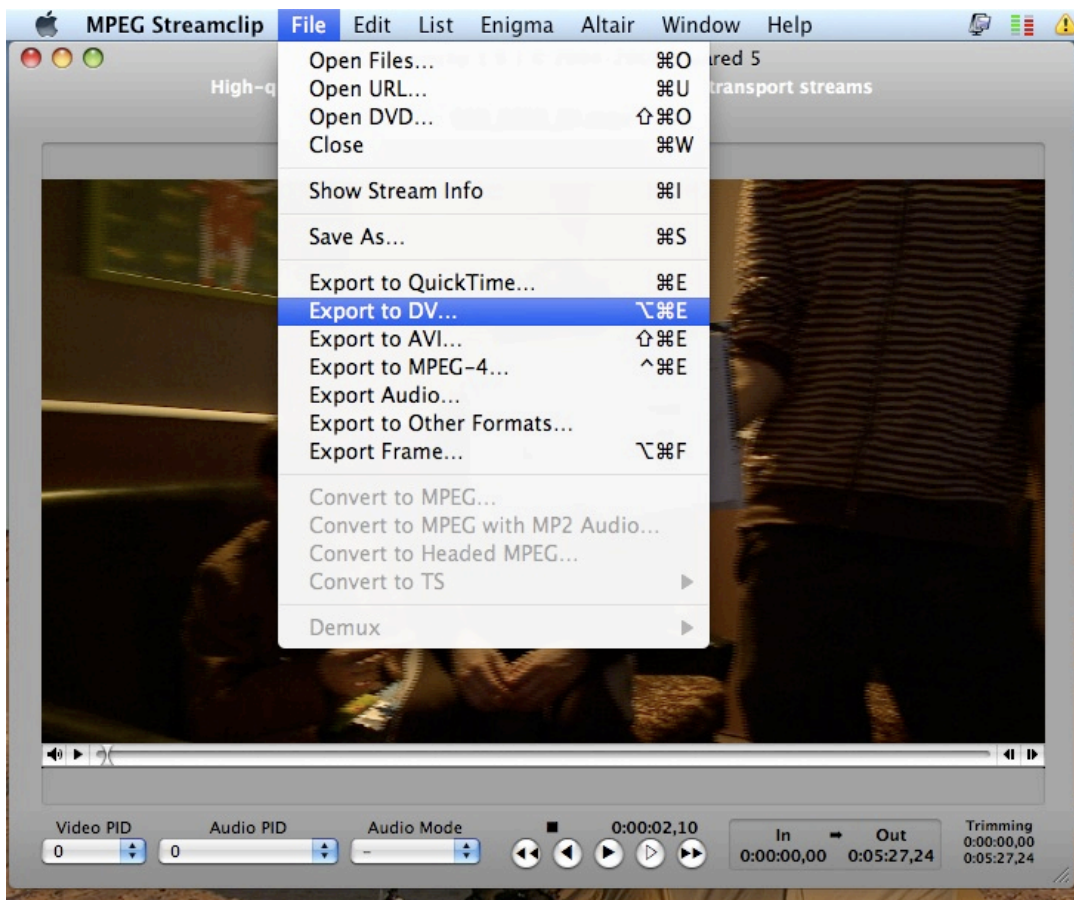 MPEG Streamclip File Edit List Enigma Altair Window Help
ared 5
High-q transport streams
Open Files... ⌘O
Open URL... ⌘U
Open DVD... ⇧⌘O
Close ⌘W
Show Stream Info ⌘I
Save As... ⌘S
Export to QuickTime... ⌘E
Export to DV... ⌥⌘E
Export to AVI... ⇧⌘E
Export to MPEG-4... ^⌘E
Export Audio...
Export to Other Formats...
Export Frame... ⌥⌘F
Convert to MPEG...
Convert to MPEG with MP2 Audio...
Convert to Headed MPEG...
Convert to TS
Demux
Video PID Audio PID Audio Mode 0:00:02,10 In ➡ Out Trimming
0 0 – 0:00:00,00 0:05:27,24 0:00:00,00
0:05:27,24